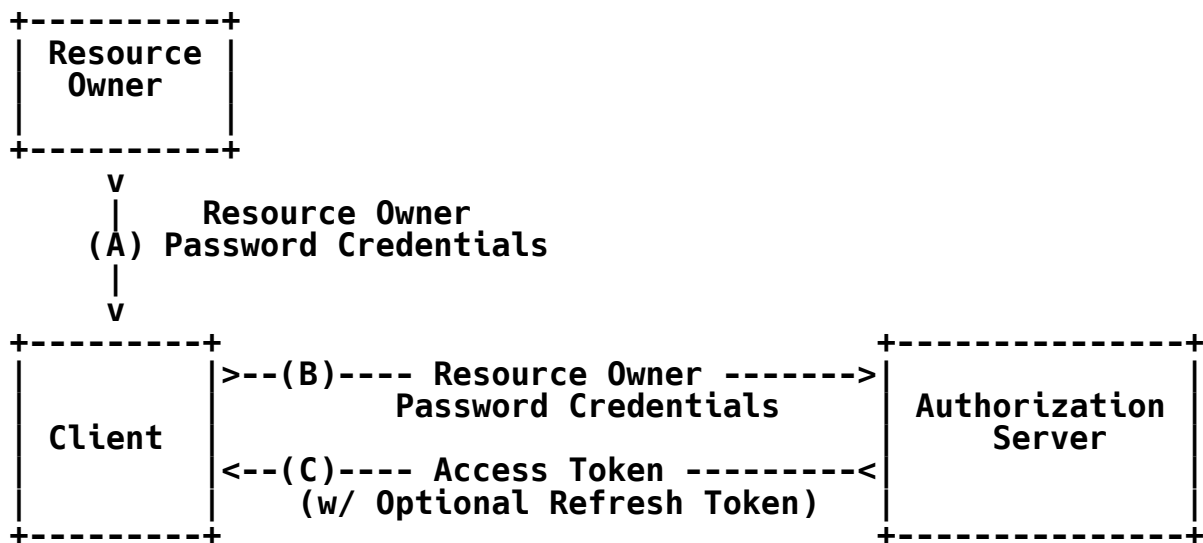 +----------+
| Resource |
|  Owner   |
|          |
+----------+
     v
     |    Resource Owner
    (A) Password Credentials
     |
     v
+---------+                                  +---------------+
|         |>--(B)---- Resource Owner ------->|               |
|         |         Password Credentials     | Authorization |
| Client  |                                  |     Server    |
|         |<--(C)---- Access Token ---------<|               |
|         |    (w/ Optional Refresh Token)   |               |
+---------+                                  +---------------+